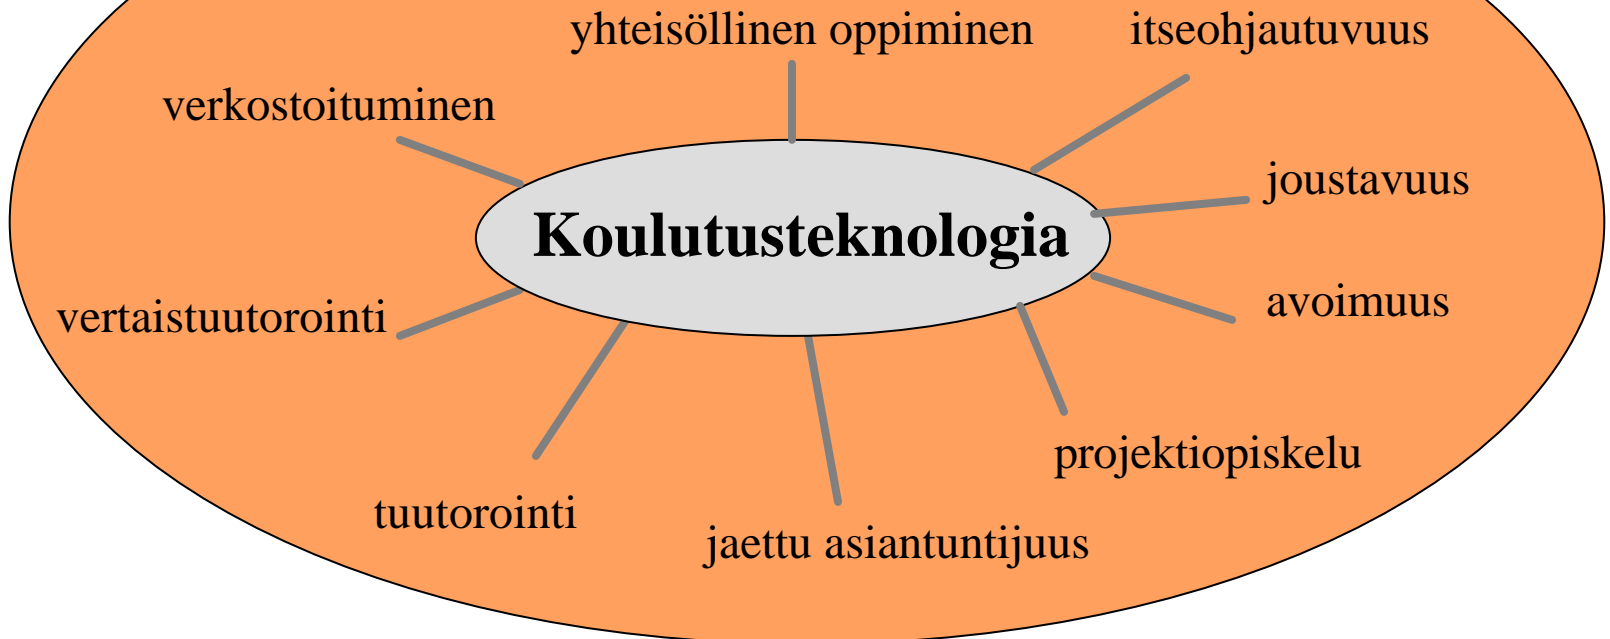 yhteisöllinen oppiminen
itseohjautuvuus
verkostoituminen
joustavuus
Koulutusteknologia
avoimuus
vertaistuutorointi
projektiopiskelu
tuutorointi
jaettu asiantuntijuus